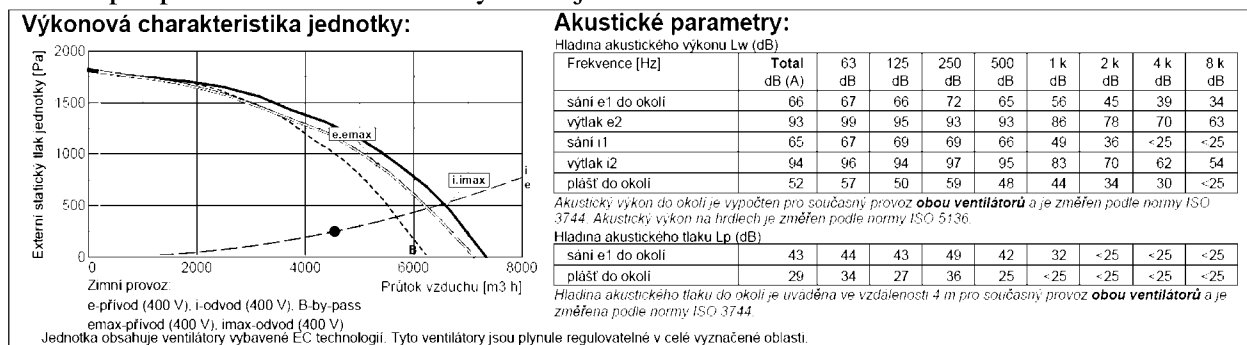 Výkonová charakteristika jednotky:
Externí statický tlak jednotky [Pa]
2000
1500
1000
500
0
e.emax
i.imax
i
e
B
0 2000 4000 6000 8000
Průtok vzduchu [m3 h]
Zimní provoz:
e-přívod (400 V), i-odvod (400 V), B-by-pass
emax-přívod (400 V), imax-odvod (400 V)
Akustické parametry:
Hladina akustického výkonu Lw (dB)
Frekvence [Hz] Total 63 125 250 500 1 k 2 k 4 k 8 k
dB (A) dB dB dB dB dB dB dB dB
sání e1 do okolí 66 67 66 72 65 56 45 39 34
výtlak e2 93 99 95 93 93 86 78 70 63
sání i1 65 67 69 69 66 49 36 <25 <25
výtlak i2 94 96 94 97 95 83 70 62 54
plášť do okolí 52 57 50 59 48 44 34 30 <25
Akustický výkon do okolí je vypočten pro současný provoz obou ventilátorů a je změřen podle normy ISO
3744. Akustický výkon na hrdlech je změřen podle normy ISO 5136.
Hladina akustického tlaku Lp (dB)
sání e1 do okolí 43 44 43 49 42 32 <25 <25 <25
plášť do okolí 29 34 27 36 25 <25 <25 <25 <25
Hladina akustického tlaku do okolí je uváděna ve vzdálenosti 4 m pro současný provoz obou ventilátorů a je
změřena podle normy ISO 3744.
Jednotka obsahuje ventilátory vybavené EC technologií. Tyto ventilátory jsou plynule regulovatelné v celé vyznačené oblasti.